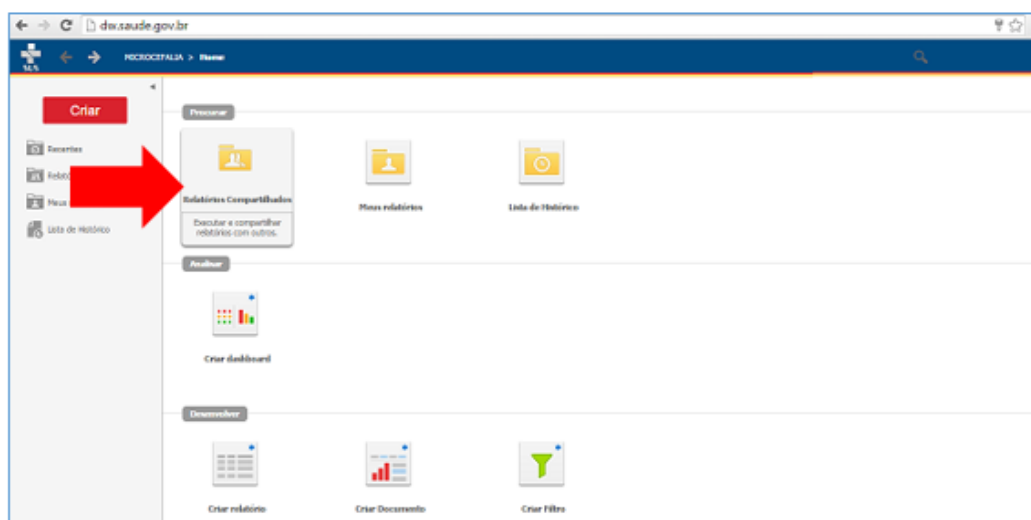 dw.saude.gov.br
SUS
MICROCEFALIA > Home
Criar
Procurar
Recentes
Meus
Lista de Histórico
Relatórios Compartilhados
Executar e compartilhar
relatórios com outros.
Meus relatórios
Lista de Histórico
Analisar
Criar dashboard
Desenvolver
Criar relatório
Criar Documento
Criar Filtro